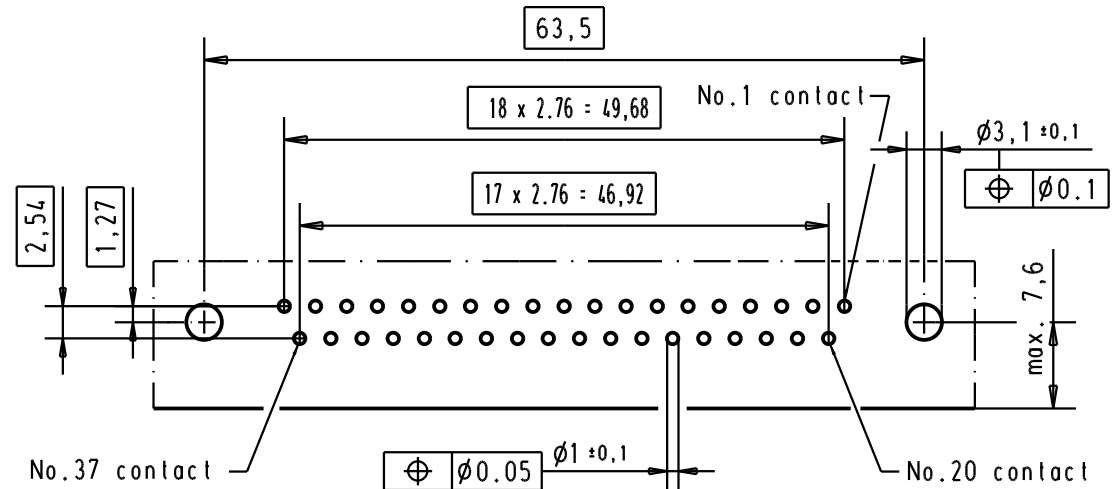 63,5
18 x 2.76 = 49,68
No.1 contact
Ø3,1 ±0,1
⌖ Ø0.1
17 x 2.76 = 46,92
2,54
1,27
max. 7,6
No.37 contact
⌖ Ø0.05
Ø1 ±0,1
No.20 contact